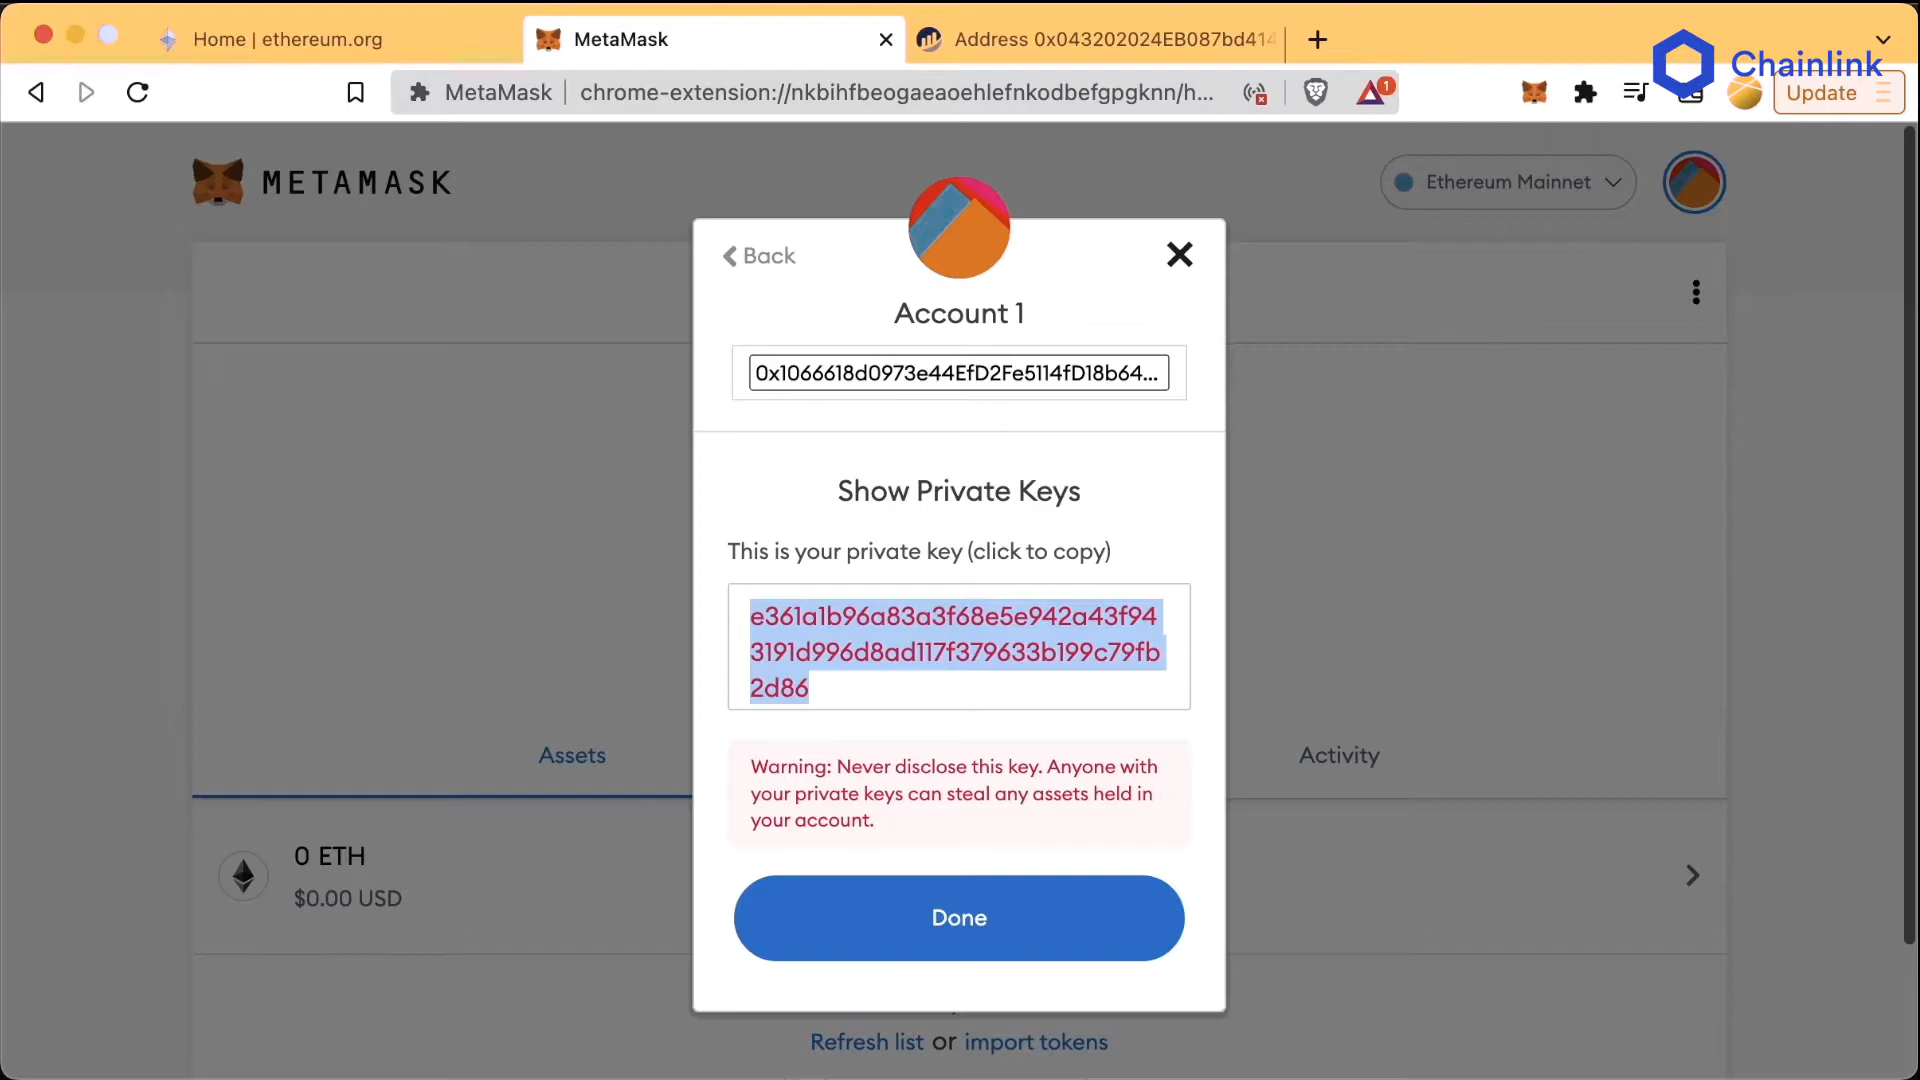 Home | ethereum.org
MetaMask
Address 0x043202024EB087bd414
Chainlink
MetaMask
chrome-extension://nkbihfbeogaeaoehlefnkodbefgpgknn/h...
1
Update
METAMASK
Ethereum Mainnet
Back
Account 1
0x1066618d0973e44EfD2Fe5114fD18b64...
Show Private Keys
This is your private key (click to copy)
e361a1b96a83a3f68e5e942a43f94
3191d996d8ad117f379633b199c79fb
2d86
Assets
Activity
Warning: Never disclose this key. Anyone with
your private keys can steal any assets held in
your account.
0 ETH
$0.00 USD
Done
Refresh list or import tokens